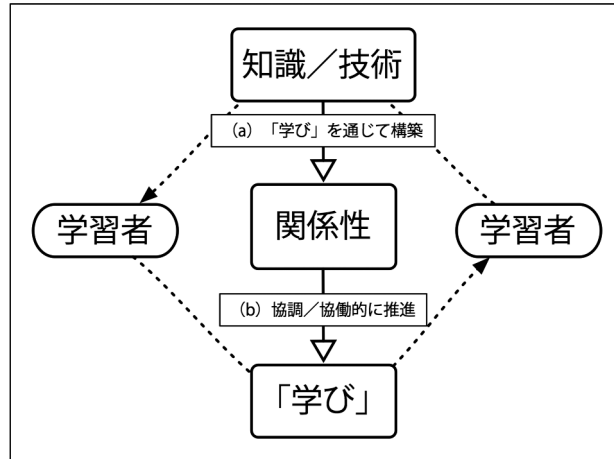 知識／技術
（a）「学び」を通じて構築
学習者
関係性
学習者
（b）協調／協働的に推進
「学び」